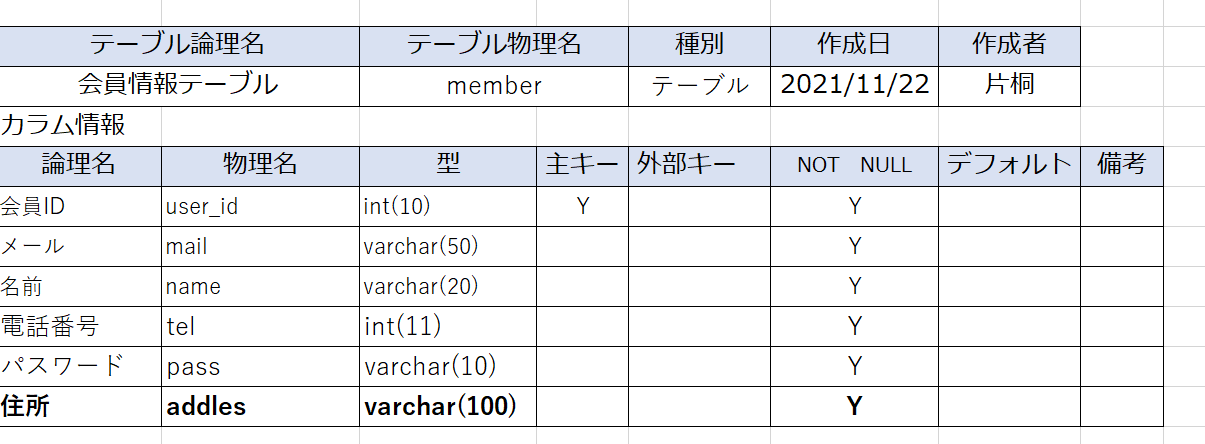 テーブル論理名 テーブル物理名 種別 作成日 作成者
会員情報テーブル member テーブル 2021/11/22 片桐
カラム情報
論理名 物理名 型 主キー 外部キー NOT　NULL デフォルト 備考
会員ID user_id int(10) Y Y
メール mail varchar(50) Y
名前 name varchar(20) Y
電話番号 tel int(11) Y
パスワード pass varchar(10) Y
住所 addles varchar(100) Y